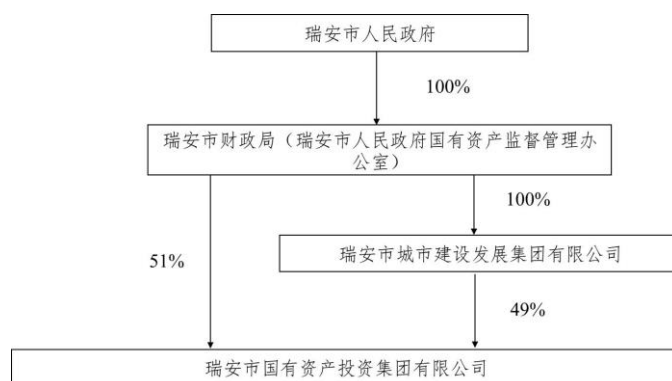 瑞安市人民政府
100%
瑞安市财政局（瑞安市人民政府国有资产监督管理办
公室）
100%
51%
瑞安市城市建设发展集团有限公司
49%
瑞安市国有资产投资集团有限公司